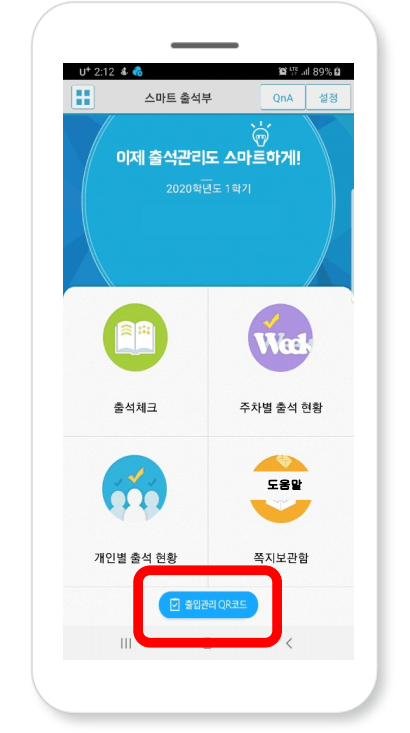 U+ 2:12 LTE 89%
스마트 출석부 QnA 설정
이제 출석관리도 스마트하게!
2020학년도 1학기
Week
출석체크 주차별 출석 현황
도움말
개인별 출석 현황 쪽지보관함
출입관리 QR코드